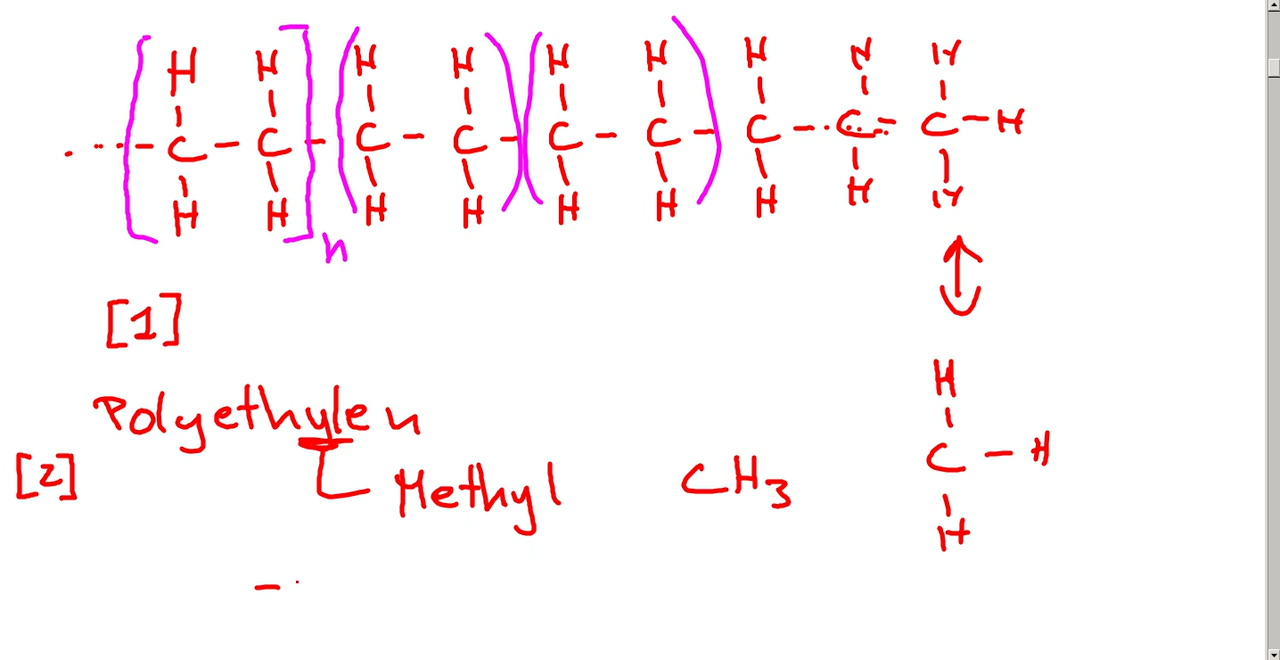 H H H H H H H H H
... - C - C - C - C - C - C - C - ... C ... - C - H
H H H H H H H H H
n
[1]
H
Polyethylen
C - H
[2] Methyl CH3
H